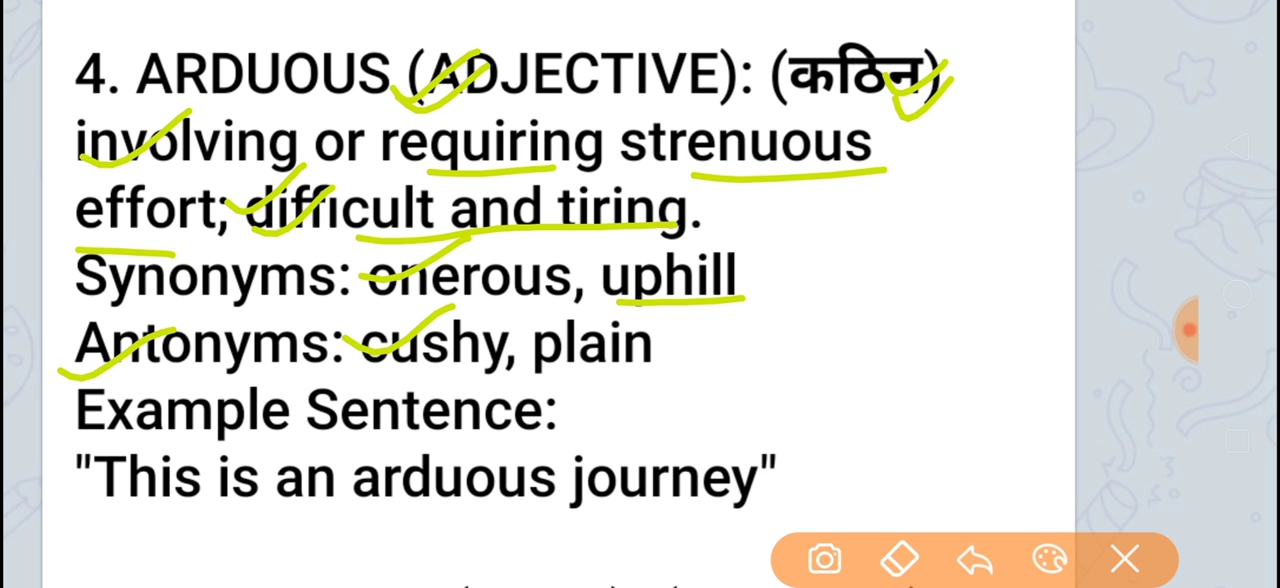 4. ARDUOUS (ADJECTIVE): (कठिन)
involving or requiring strenuous
effort; difficult and tiring.
Synonyms: onerous, uphill
Antonyms: cushy, plain
Example Sentence:
"This is an arduous journey"